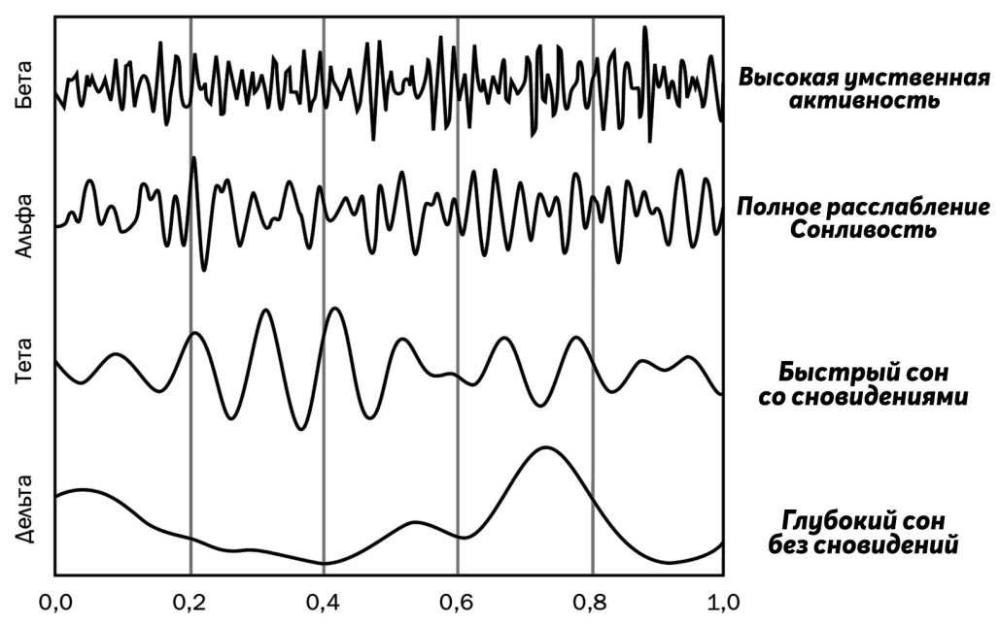 Бета
Высокая умственная
активность
Альфа
Полное расслабление
Сонливость
Тета
Быстрый сон
со сновидениями
Дельта
Глубокий сон
без сновидений
0,0 0,2 0,4 0,6 0,8 1,0